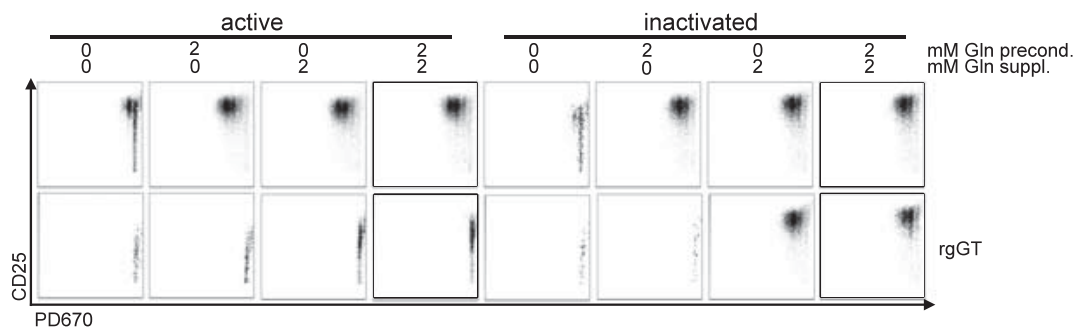 active inactivated
0 2 0 2 0 2 0 2 mM Gln precond.
0 0 2 2 0 0 2 2 mM Gln suppl.
rgGT
CD25
PD670